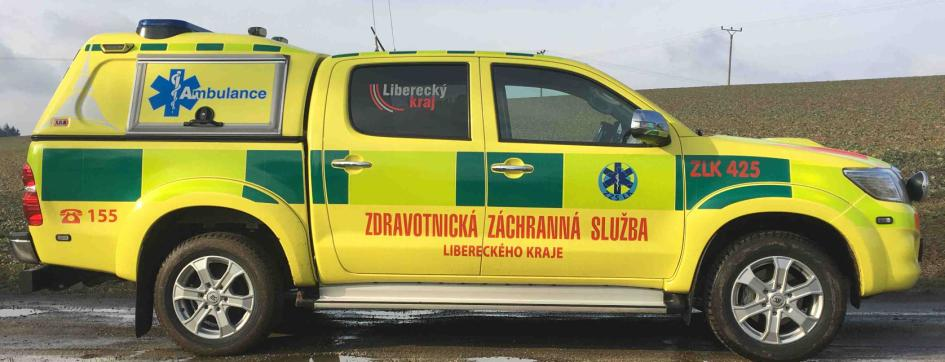 Ambulance
Liberecký
kraj
ZLK 425
155
ZDRAVOTNICKÁ ZÁCHRANNÁ SLUŽBA
LIBERECKÉHO KRAJE